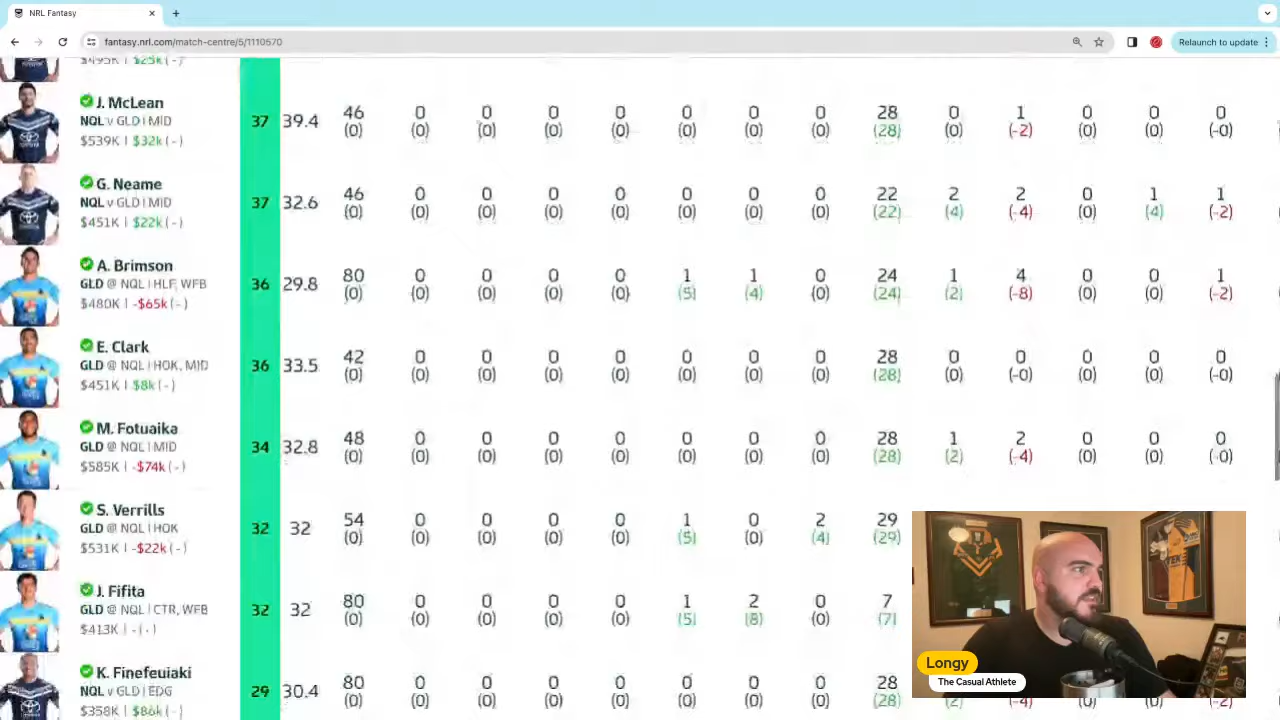 NRL Fantasy
fantasy.nrl.com/match-centre/5/1110570
Relaunch to update
$495K | $25k (-)
J. McLean
NQL v GLD | MID
$539K | $32k (-)
37 39.4 46 0 0 0 0 0 0 0 28 0 1 0 0 0
(0) (0) (0) (0) (0) (0) (0) (0) (28) (0) (-2) (0) (0) (-0)
G. Neame
NQL v GLD | MID
$451K | $22k (-)
37 32.6 46 0 0 0 0 0 0 0 22 2 2 0 1 1
(0) (0) (0) (0) (0) (0) (0) (0) (22) (4) (-4) (0) (4) (-2)
A. Brimson
GLD @ NQL | HLF, WFB
$480K | -$65k (-)
36 29.8 80 0 0 0 0 1 1 0 24 1 4 0 0 1
(0) (0) (0) (0) (0) (5) (4) (0) (24) (2) (-8) (0) (0) (-2)
E. Clark
GLD @ NQL | HOK, MID
$451K | $8k (-)
36 33.5 42 0 0 0 0 0 0 0 28 0 0 0 0 0
(0) (0) (0) (0) (0) (0) (0) (0) (28) (0) (-0) (0) (0) (-0)
M. Fotuaika
GLD @ NQL | MID
$585K | -$74k (-)
34 32.8 48 0 0 0 0 0 0 0 28 1 2 0 0 0
(0) (0) (0) (0) (0) (0) (0) (0) (28) (2) (-4) (0) (0) (-0)
S. Verrills
GLD @ NQL | HOK
$531K | -$22k (-)
32 32 54 0 0 0 0 1 0 2 29
(0) (0) (0) (0) (0) (5) (0) (4) (29)
J. Fifita
GLD @ NQL | CTR, WFB
$413K | - (-)
32 32 80 0 0 0 0 1 2 0 7
(0) (0) (0) (0) (0) (5) (8) (0) (7)
K. Finefeuiaki
NQL v GLD | EDG
$358K | $86k (-)
29 30.4 80 0 0 0 0 0 0 0 28
(0) (0) (0) (0) (0) (0) (0) (0) (28) (2) (-4) (0) (0) (-2)
Longy
The Casual Athlete